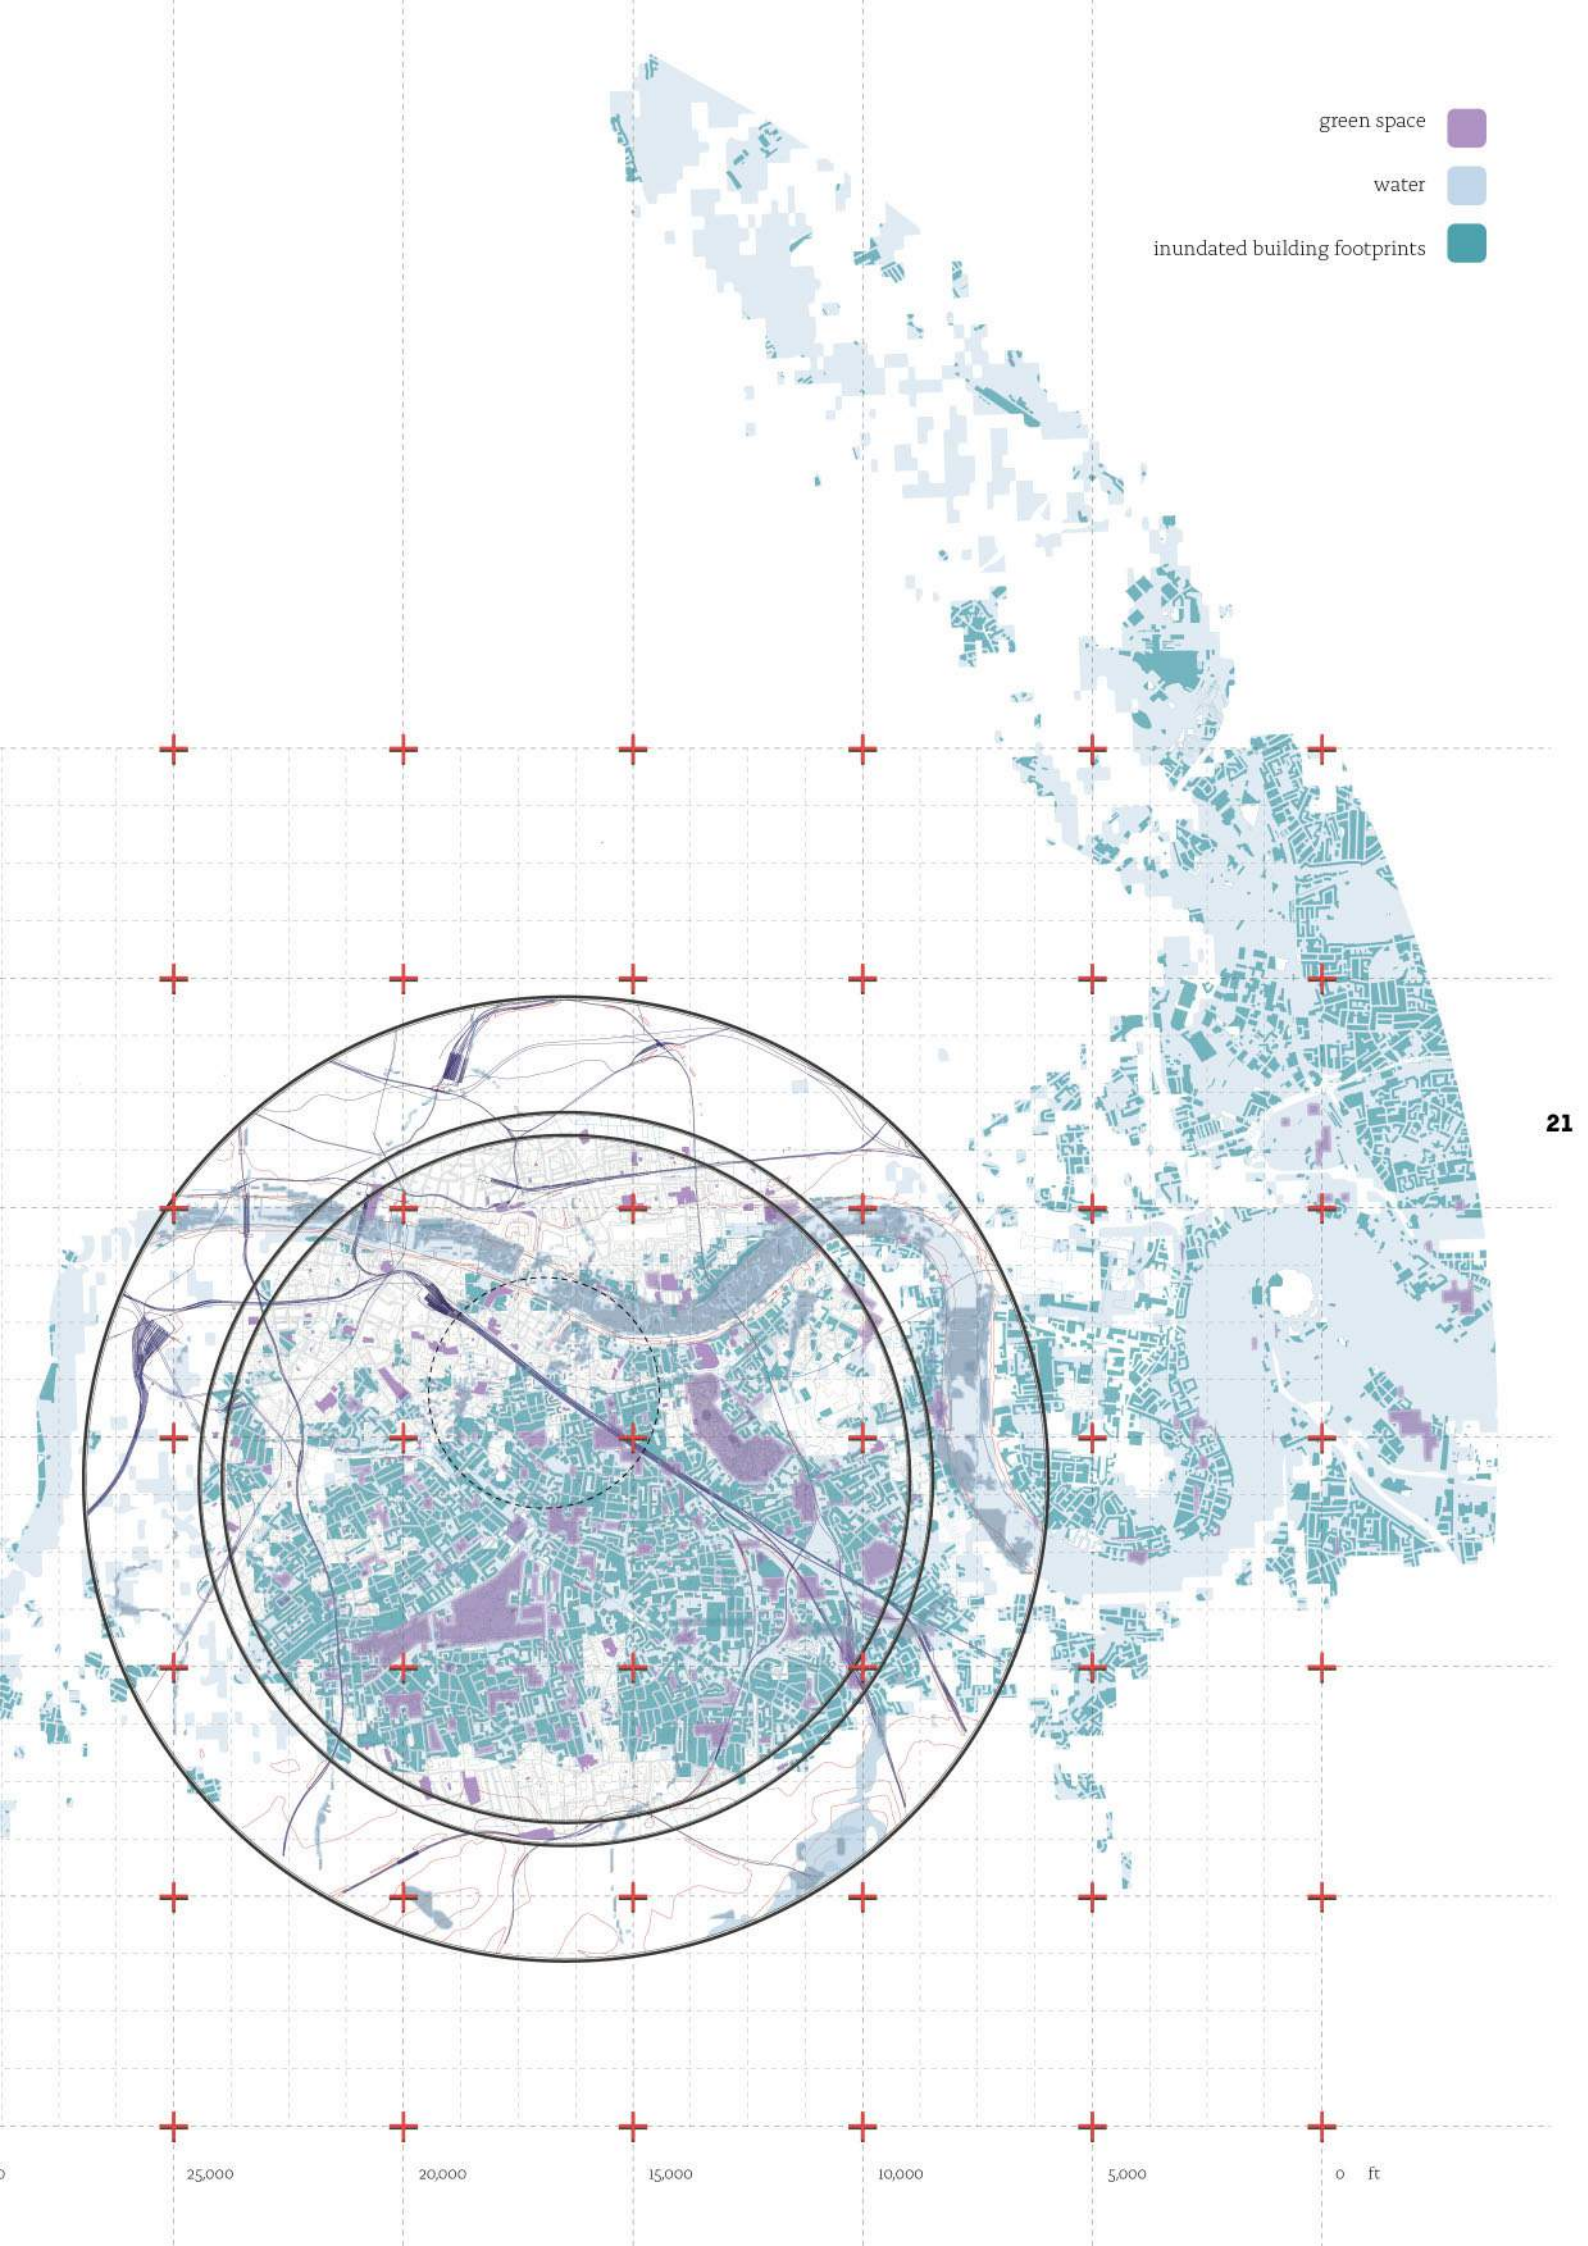 green space
water
inundated building footprints
21
25,000 20,000 15,000 10,000 5,000 0 ft